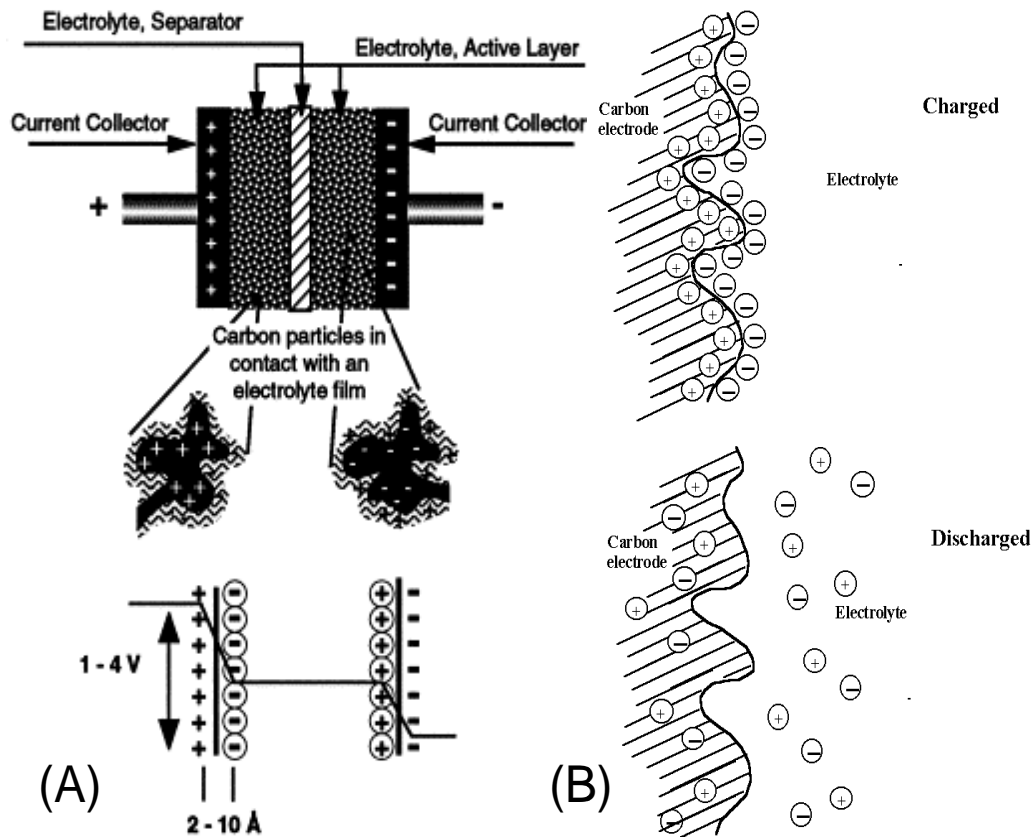 Electrolyte, Separator
Electrolyte, Active Layer
Current Collector
Current Collector
+
-
Carbon particles in
contact with an
electrolyte film
1 - 4 V
2 - 10 Å
(A)
Carbon
electrode
Charged
Electrolyte
Carbon
electrode
Discharged
Electrolyte
(B)